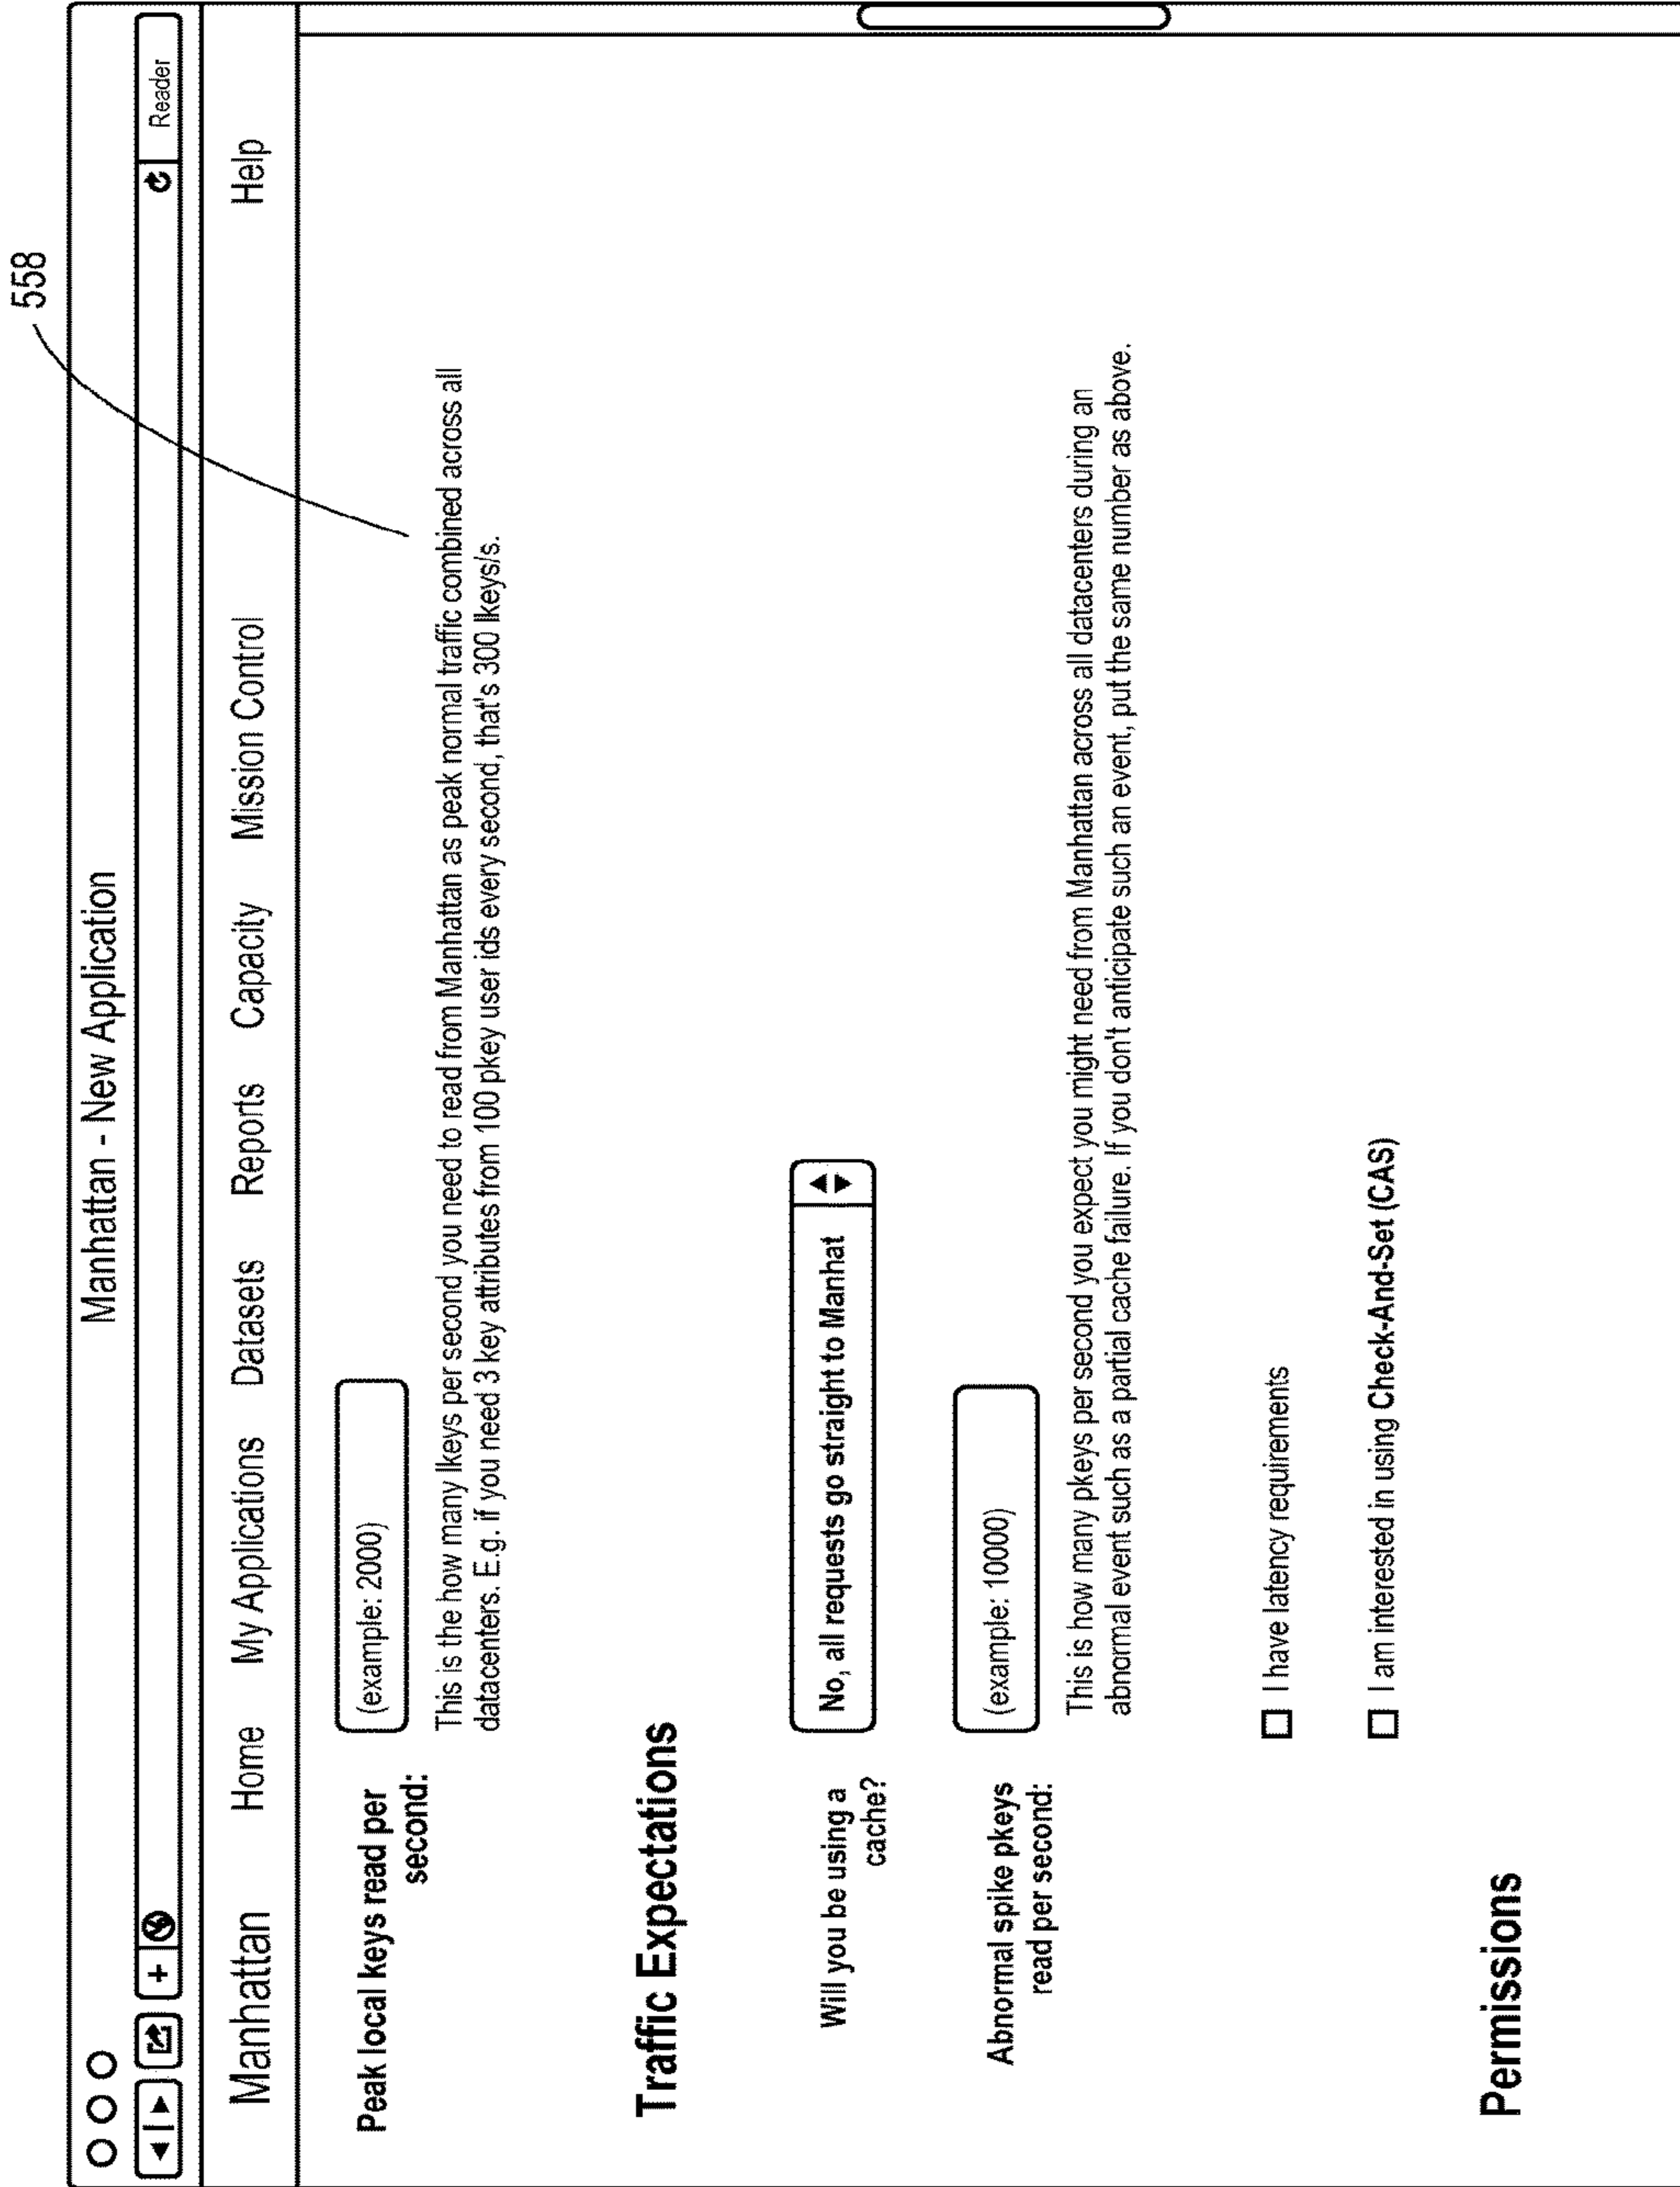 558
Manhattan - New Application
Reader
Manhattan Home My Applications Datasets Reports Capacity Mission Control Help
Peak local keys read per
second:
(example: 2000)
This is the how many lkeys per second you need to read from Manhattan as peak normal traffic combined across all
datacenters. E.g. if you need 3 key attributes from 100 pkey user ids every second, that's 300 lkeys/s.
Traffic Expectations
Will you be using a
cache?
No, all requests go straight to Manhat
Abnormal spike pkeys
read per second:
(example: 10000)
This is how many pkeys per second you expect you might need from Manhattan across all datacenters during an
abnormal event such as a partial cache failure. If you don't anticipate such an event, put the same number as above.
I have latency requirements
I am interested in using Check-And-Set (CAS)
Permissions